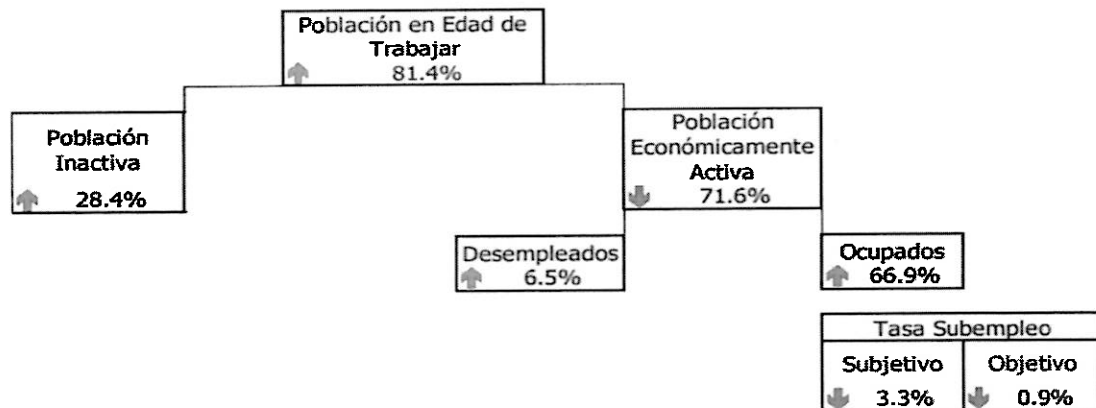 Población en Edad de
Trabajar
81.4%
Población
Inactiva
28.4%
Población
Económicamente
Activa
71.6%
Desempleados
6.5%
Ocupados
66.9%
Tasa Subempleo
Subjetivo
3.3%
Objetivo
0.9%